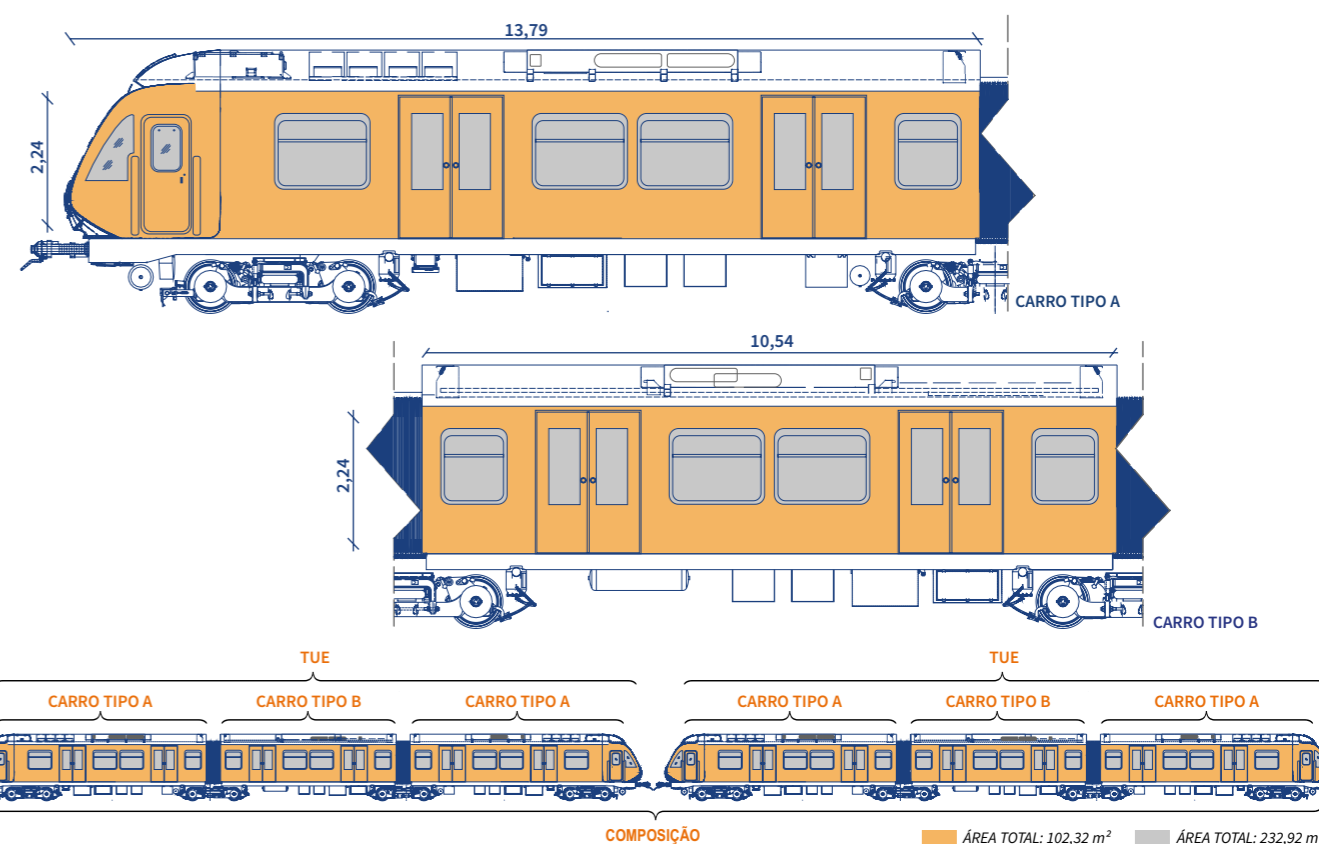 13,79
2,24
CARRO TIPO A
10,54
2,24
CARRO TIPO B
TUE TUE
CARRO TIPO A CARRO TIPO B CARRO TIPO A CARRO TIPO A CARRO TIPO B CARRO TIPO A
COMPOSIÇÃO
ÁREA TOTAL: 102,32 m² ÁREA TOTAL: 232,92 m